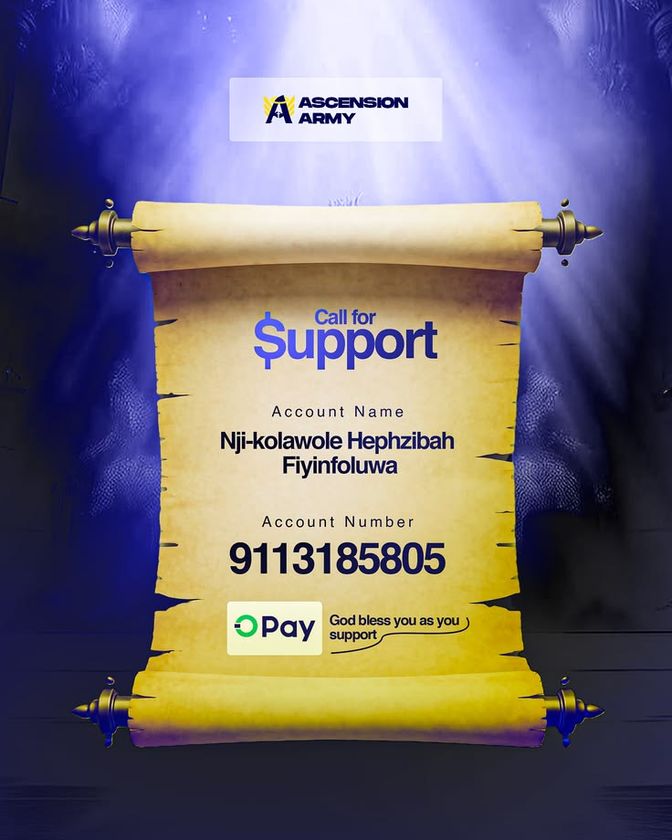 ASCENSION
ARMY
Call for
$upport
Account Name
Nji-kolawole Hephzibah
Fiyinfoluwa
Account Number
9113185805
OPay
God bless you as you
support